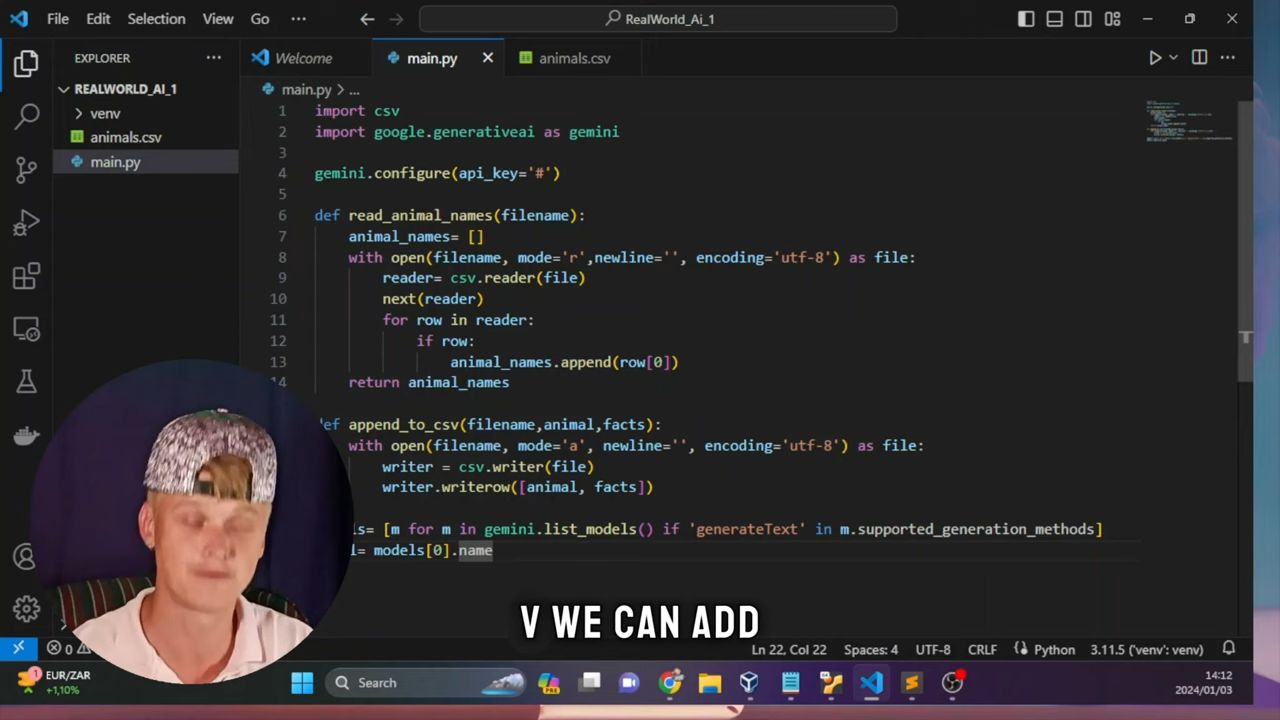 File Edit Selection View Go ··· RealWorld_Ai_1
EXPLORER ···
REALWORLD_AI_1
venv
animals.csv
main.py
Welcome main.py animals.csv
main.py > ...
1 import csv
2 import google.generativeai as gemini
3
4 gemini.configure(api_key='#')
5
6 def read_animal_names(filename):
7 animal_names= []
8 with open(filename, mode='r',newline='', encoding='utf-8') as file:
9 reader= csv.reader(file)
10 next(reader)
11 for row in reader:
12 if row:
13 animal_names.append(row[0])
14 return animal_names
def append_to_csv(filename,animal,facts):
with open(filename, mode='a', newline='', encoding='utf-8') as file:
writer = csv.writer(file)
writer.writerow([animal, facts])
ls= [m for m in gemini.list_models() if 'generateText' in m.supported_generation_methods]
l= models[0].name
V WE CAN ADD
0 Ln 22, Col 22 Spaces: 4 UTF-8 CRLF Python 3.11.5 ('venv': venv)
1 EUR/ZAR
+1,10%
Search
PRE
14:12
2024/01/03